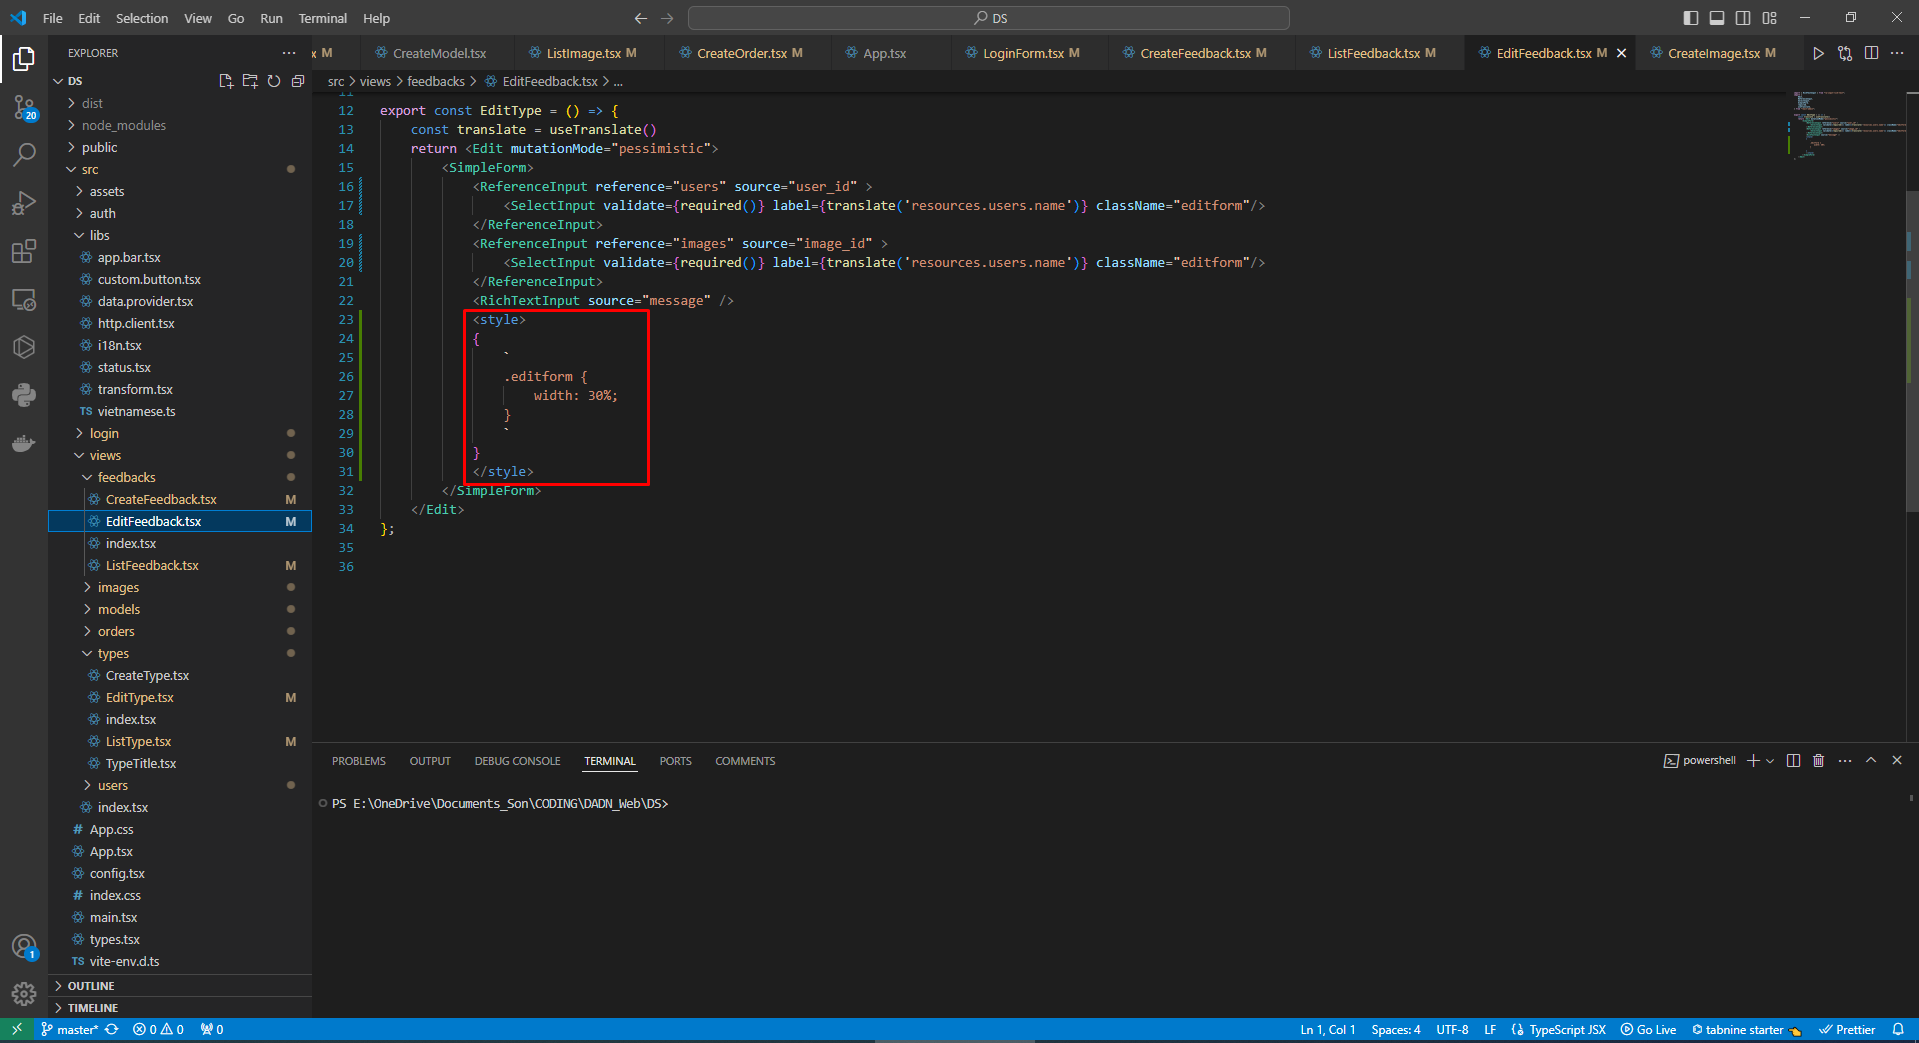 File Edit Selection View Go Run Terminal Help
DS
EXPLORER
M
CreateModel.tsx
ListImage.tsx M
CreateOrder.tsx M
App.tsx
LoginForm.tsx M
CreateFeedback.tsx M
ListFeedback.tsx M
EditFeedback.tsx M
CreateImage.tsx M
src > views > feedbacks > EditFeedback.tsx > ...
DS
dist
node_modules
public
src
assets
auth
libs
app.bar.tsx
custom.button.tsx
data.provider.tsx
http.client.tsx
i18n.tsx
status.tsx
transform.tsx
TS vietnamese.ts
login
views
feedbacks
CreateFeedback.tsx M
EditFeedback.tsx M
index.tsx
ListFeedback.tsx M
images
models
orders
types
CreateType.tsx
EditType.tsx M
index.tsx
ListType.tsx M
TypeTitle.tsx
users
index.tsx
# App.css
App.tsx
config.tsx
# index.css
main.tsx
types.tsx
TS vite-env.d.ts
OUTLINE
TIMELINE
20
1
11
12 export const EditType = () => {
13 const translate = useTranslate()
14 return <Edit mutationMode="pessimistic">
15 <SimpleForm>
16 <ReferenceInput reference="users" source="user_id" >
17 <SelectInput validate={required()} label={translate('resources.users.name')} className="editform"/>
18 </ReferenceInput>
19 <ReferenceInput reference="images" source="image_id" >
20 <SelectInput validate={required()} label={translate('resources.users.name')} className="editform"/>
21 </ReferenceInput>
22 <RichTextInput source="message" />
23 <style>
24 {
25 `
26 .editform {
27 width: 30%;
28 }
29 `
30 }
31 </style>
32 </SimpleForm>
33 </Edit>
34 };
35
36
PROBLEMS OUTPUT DEBUG CONSOLE TERMINAL PORTS COMMENTS
powershell
PS E:\OneDrive\Documents_Son\CODING\DADN_Web\DS>
master* 0 0 0
Ln 1, Col 1 Spaces: 4 UTF-8 LF TypeScript JSX Go Live tabnine starter Prettier